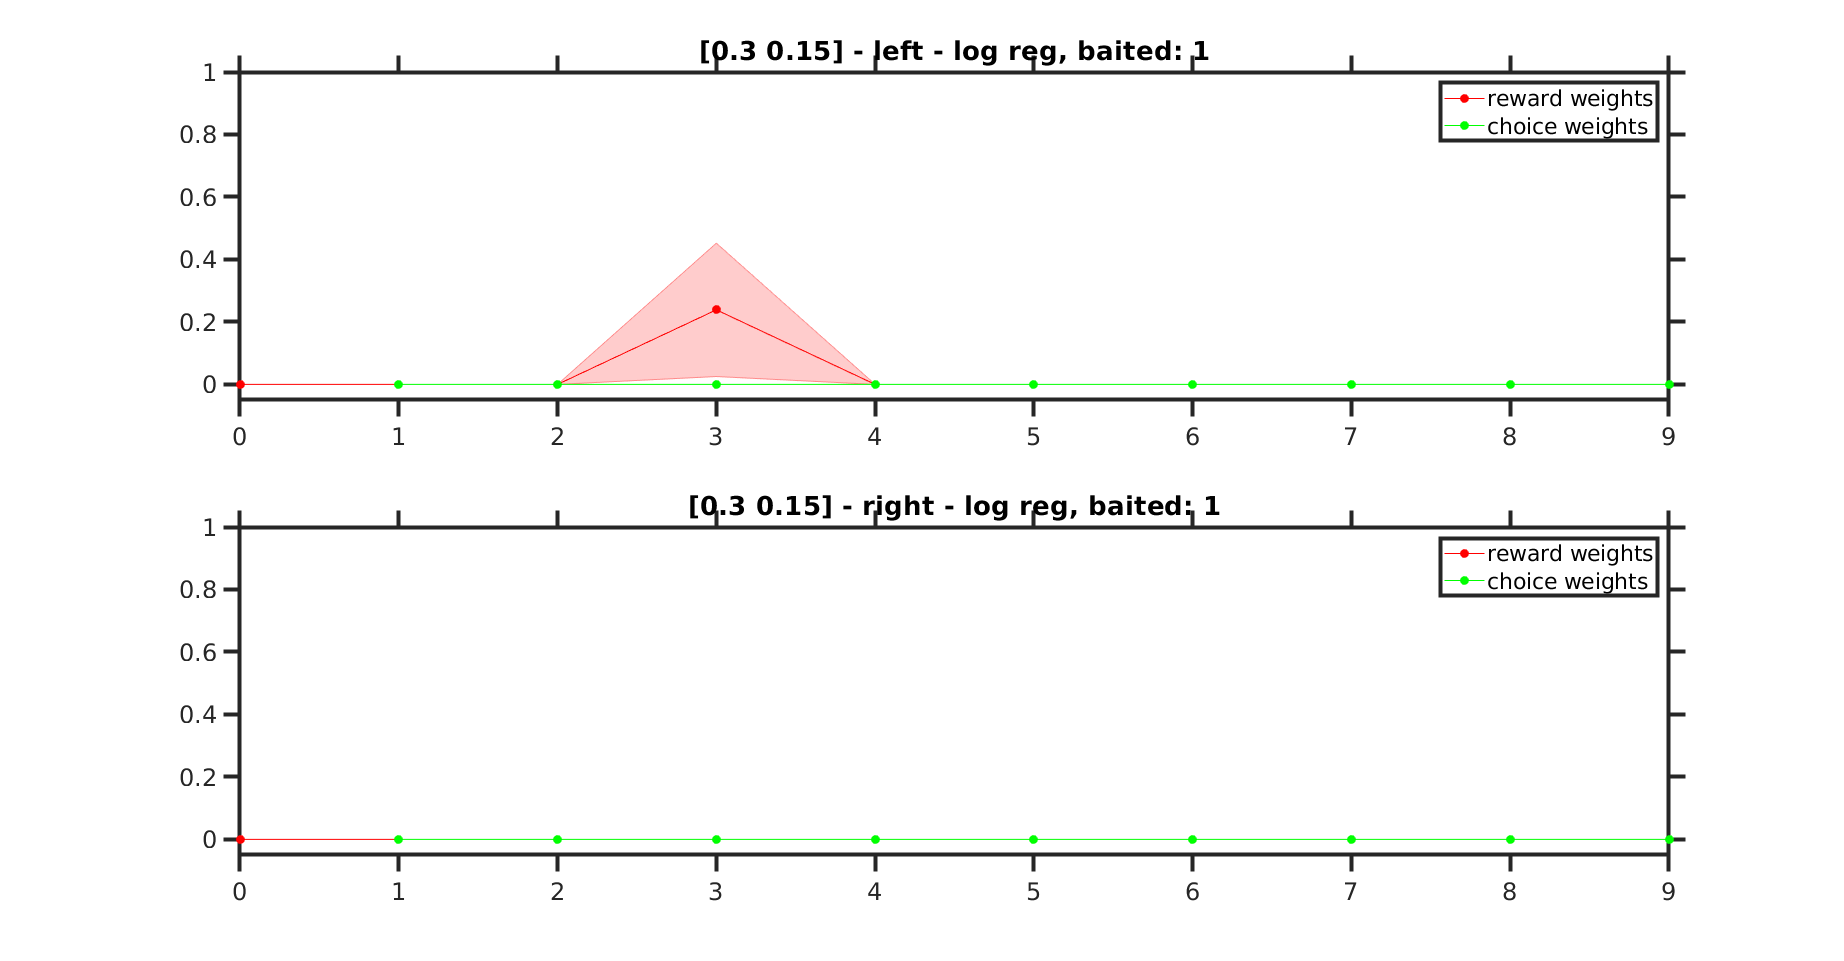 [0.3 0.15] - left - log reg, baited: 1
1
0.8
0.6
0.4
0.2
0
reward weights
choice weights
0 1 2 3 4 5 6 7 8 9
[0.3 0.15] - right - log reg, baited: 1
1
0.8
0.6
0.4
0.2
0
reward weights
choice weights
0 1 2 3 4 5 6 7 8 9